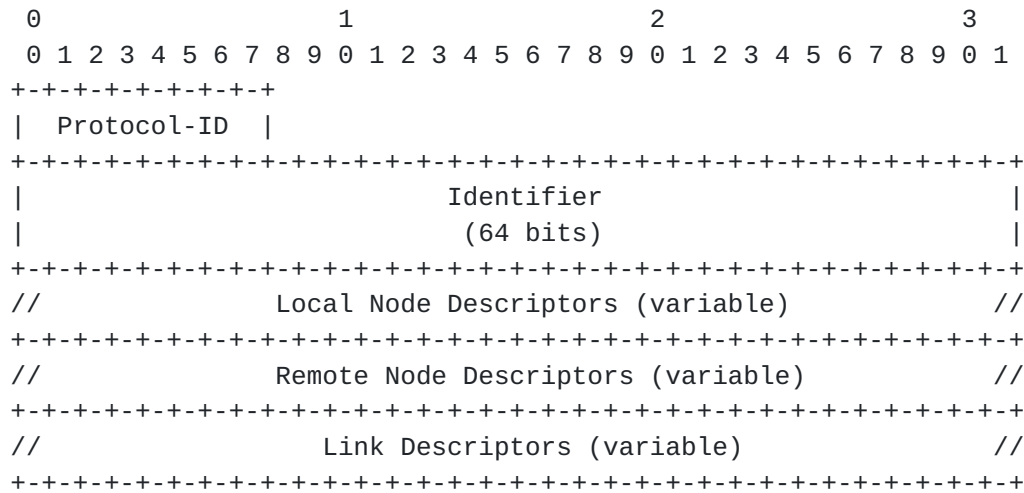 0                   1                   2                   3
 0 1 2 3 4 5 6 7 8 9 0 1 2 3 4 5 6 7 8 9 0 1 2 3 4 5 6 7 8 9 0 1
+-+-+-+-+-+-+-+-+
|  Protocol-ID  |
+-+-+-+-+-+-+-+-+-+-+-+-+-+-+-+-+-+-+-+-+-+-+-+-+-+-+-+-+-+-+-+-+
|                           Identifier                          |
|                            (64 bits)                          |
+-+-+-+-+-+-+-+-+-+-+-+-+-+-+-+-+-+-+-+-+-+-+-+-+-+-+-+-+-+-+-+-+
//               Local Node Descriptors (variable)             //
+-+-+-+-+-+-+-+-+-+-+-+-+-+-+-+-+-+-+-+-+-+-+-+-+-+-+-+-+-+-+-+-+
//               Remote Node Descriptors (variable)            //
+-+-+-+-+-+-+-+-+-+-+-+-+-+-+-+-+-+-+-+-+-+-+-+-+-+-+-+-+-+-+-+-+
//                  Link Descriptors (variable)                //
+-+-+-+-+-+-+-+-+-+-+-+-+-+-+-+-+-+-+-+-+-+-+-+-+-+-+-+-+-+-+-+-+